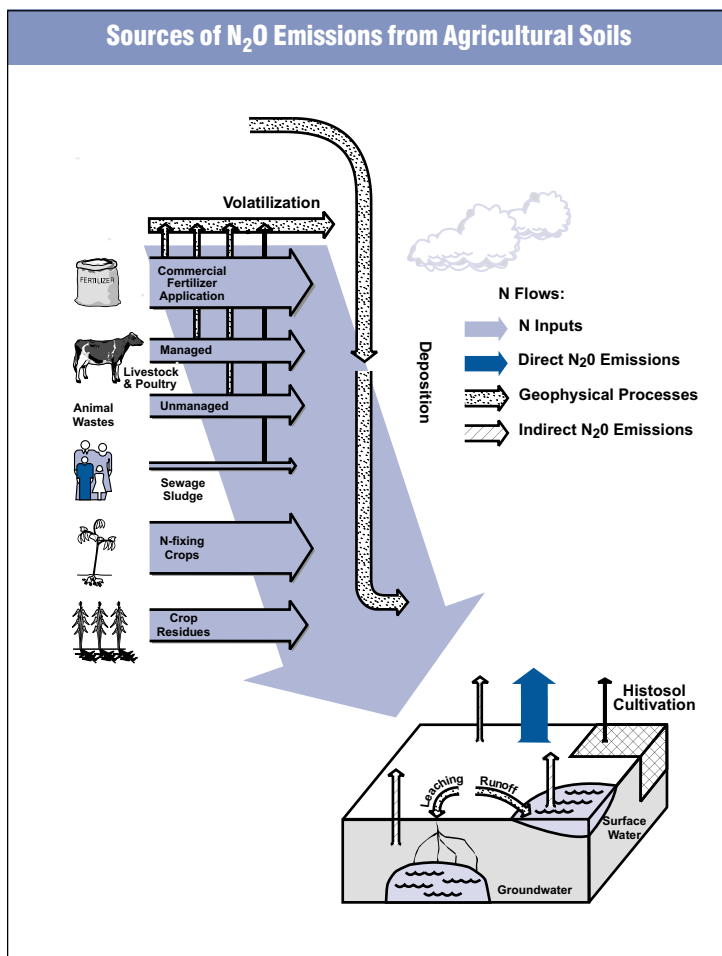 Sources of N₂O Emissions from Agricultural Soils
Volatilization
FERTILIZER
Commercial
Fertilizer
Application
Managed
Livestock
& Poultry
Unmanaged
Animal
Wastes
Sewage
Sludge
N-fixing
Crops
Crop
Residues
Deposition
N Flows:
N Inputs
Direct N20 Emissions
Geophysical Processes
Indirect N20 Emissions
Histosol
Cultivation
Leaching
Runoff
Surface
Water
Groundwater